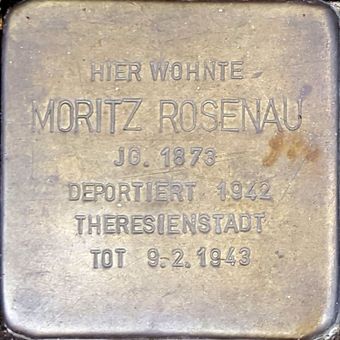 HIER WOHNTE
MORITZ ROSENAU
JG. 1873
DEPORTIERT 1942
THERESIENSTADT
TOT 9.2.1943